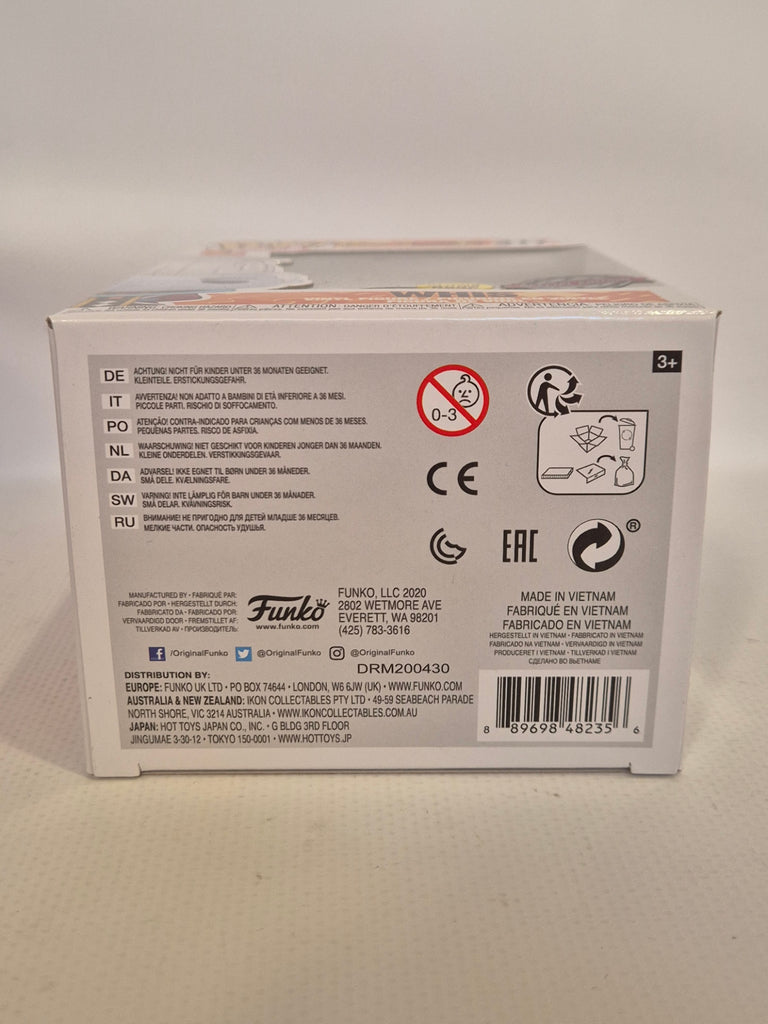 ATTENTION:
ADVERTENCIA:
3+
DE ACHTUNG! NICHT FÜR KINDER UNTER 36 MONATEN GEEIGNET.
KLEINTEILE. ERSTICKUNGSGEFAHR.
IT AVVERTENZA! NON ADATTO A BAMBINI DI ETÀ INFERIORE A 36 MESI.
PICCOLE PARTI. RISCHIO DI SOFFOCAMENTO.
PO ATENÇÃO! CONTRA-INDICADO PARA CRIANÇAS COM MENOS DE 36 MESES.
PEQUENAS PARTES. RISCO DE ASFIXIA.
NL WAARSCHUWING! NIET GESCHIKT VOOR KINDEREN JONGER DAN 36 MAANDEN.
KLEINE ONDERDELEN. VERSTIKKINGSGEVAAR.
DA ADVARSEL! IKKE EGNET TIL BØRN UNDER 36 MÅNEDER.
SMÅ DELE. KVÆLNINGSFARE.
SW VARNING! INTE LÄMPLIG FÖR BARN UNDER 36 MÅNADER.
SMÅ DELAR. KVÄVNINGSRISK.
RU ВНИМАНИЕ! НЕ ПРИГОДНО ДЛЯ ДЕТЕЙ МЛАДШЕ 36 МЕСЯЦЕВ.
МЕЛКИЕ ЧАСТИ. ОПАСНОСТЬ УДУШЬЯ.
0-3
CE
EAC
®
MANUFACTURED BY • FABRIQUÉ PAR:
FABRICADO POR • HERGESTELLT DURCH:
FABBRICATO DA • FABRICADO POR:
VERVAARDIGD DOOR • FREMSTILLET AF:
TILLVERKAD AV • ПРОИЗВОДИТЕЛЬ:
Funko
www.funko.com
FUNKO, LLC 2020
2802 WETMORE AVE
EVERETT, WA 98201
(425) 783-3616
MADE IN VIETNAM
FABRIQUÉ EN VIETNAM
FABRICADO EN VIETNAM
HERGESTELLT IN VIETNAM • FABBRICATO IN VIETNAM
FABRICADO NA VIETNAM • VERVAARDIGD IN VIETNAM
PRODUCERET I VIETNAM • TILLVERKAD I VIETNAM
СДЕЛАНО ВО ВЬЕТНАМЕ
/OriginalFunko @OriginalFunko @OriginalFunko
DRM200430
DISTRIBUTION BY:
EUROPE: FUNKO UK LTD • PO BOX 74644 • LONDON, W6 6JW (UK) • WWW.FUNKO.COM
AUSTRALIA & NEW ZEALAND: IKON COLLECTABLES PTY LTD • 49-59 SEABEACH PARADE
NORTH SHORE, VIC 3214 AUSTRALIA • WWW.IKONCOLLECTABLES.COM.AU
JAPAN: HOT TOYS JAPAN CO., INC. • G BLDG 3RD FLOOR
JINGUMAE 3-30-12 • TOKYO 150-0001 • WWW.HOTTOYS.JP
8 89698 48235 6